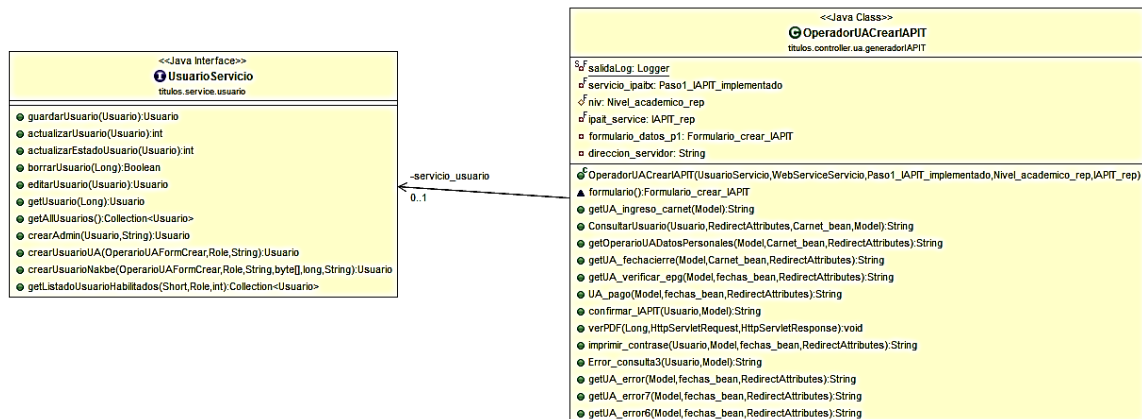 <<Java Interface>>
UsuarioServicio
titulos.service.usuario
guardarUsuario(Usuario):Usuario
actualizarUsuario(Usuario):int
actualizarEstadoUsuario(Usuario):int
borrarUsuario(Long):Boolean
editarUsuario(Usuario):Usuario
getUsuario(Long):Usuario
getAllUsuarios():Collection<Usuario>
crearAdmin(Usuario,String):Usuario
crearUsuarioUA(OperarioUAFormCrear,Role,String):Usuario
crearUsuarioNakbe(OperarioUAFormCrear,Role,String,byte[],long,String):Usuario
getListadoUsuarioHabilitados(Short,Role,int):Collection<Usuario>
-servicio_usuario
0..1
<<Java Class>>
OperadorUACrearIAPIT
titulos.controller.ua.generadorIAPIT
salidaLog: Logger
servicio_ipaitx: Paso1_IAPIT_implementado
niv: Nivel_academico_rep
ipait_service: IAPIT_rep
formulario_datos_p1: Formulario_crear_IAPIT
direccion_servidor: String
OperadorUACrearIAPIT(UsuarioServicio,WebServiceServicio,Paso1_IAPIT_implementado,Nivel_academico_rep,IAPIT_rep)
formulario():Formulario_crear_IAPIT
getUA_ingreso_carnet(Model):String
ConsultarUsuario(Usuario,RedirectAttributes,Carnet_bean,Model):String
getOperarioUADatosPersonales(Model,Carnet_bean,RedirectAttributes):String
getUA_fechacierre(Model,Carnet_bean,RedirectAttributes):String
getUA_verificar_epg(Model,fechas_bean,RedirectAttributes):String
UA_pago(Model,fechas_bean,RedirectAttributes):String
confirmar_IAPIT(Usuario,Model):String
verPDF(Long,HttpServletRequest,HttpServletResponse):void
imprimir_contrase(Usuario,Model,fechas_bean,RedirectAttributes):String
Error_consulta3(Usuario,Model):String
getUA_error(Model,fechas_bean,RedirectAttributes):String
getUA_error7(Model,fechas_bean,RedirectAttributes):String
getUA_error6(Model,fechas_bean,RedirectAttributes):String